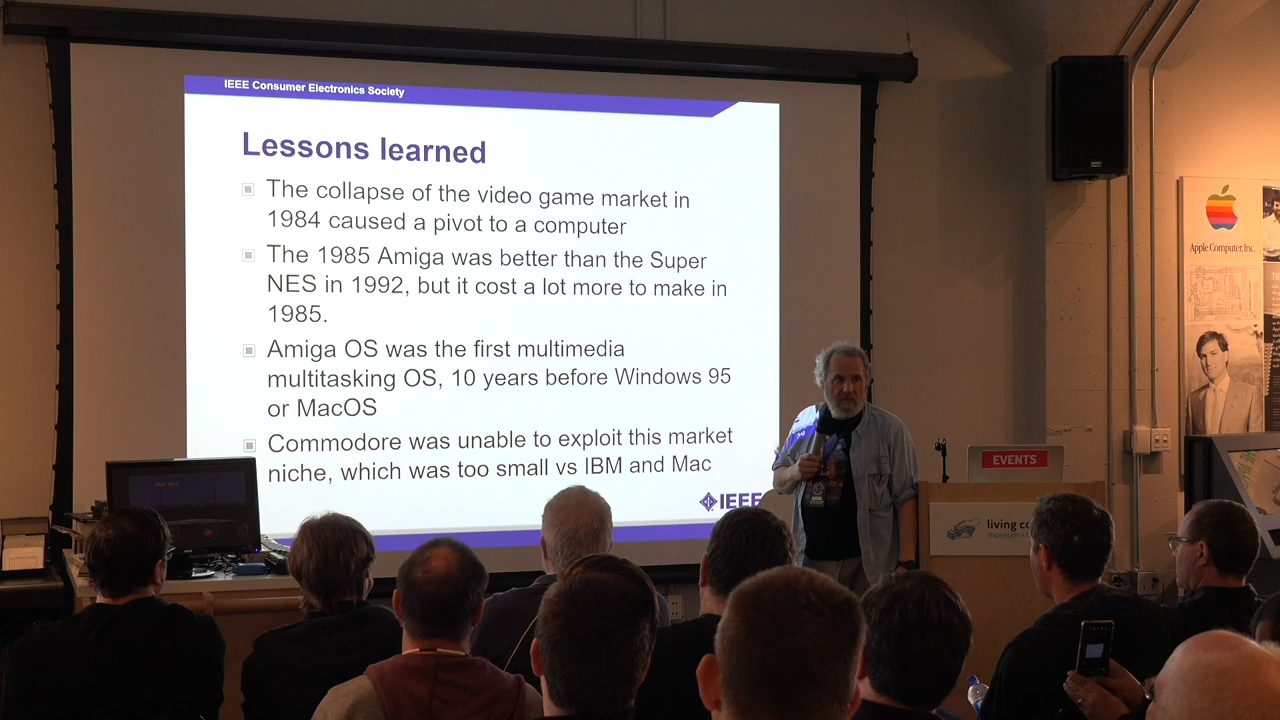 IEEE Consumer Electronics Society
Lessons learned
The collapse of the video game market in
1984 caused a pivot to a computer
The 1985 Amiga was better than the Super
NES in 1992, but it cost a lot more to make in
1985.
Amiga OS was the first multimedia
multitasking OS, 10 years before Windows 95
or MacOS
Commodore was unable to exploit this market
niche, which was too small vs IBM and Mac
IEEE
Apple Computer, Inc.
EVENTS
living